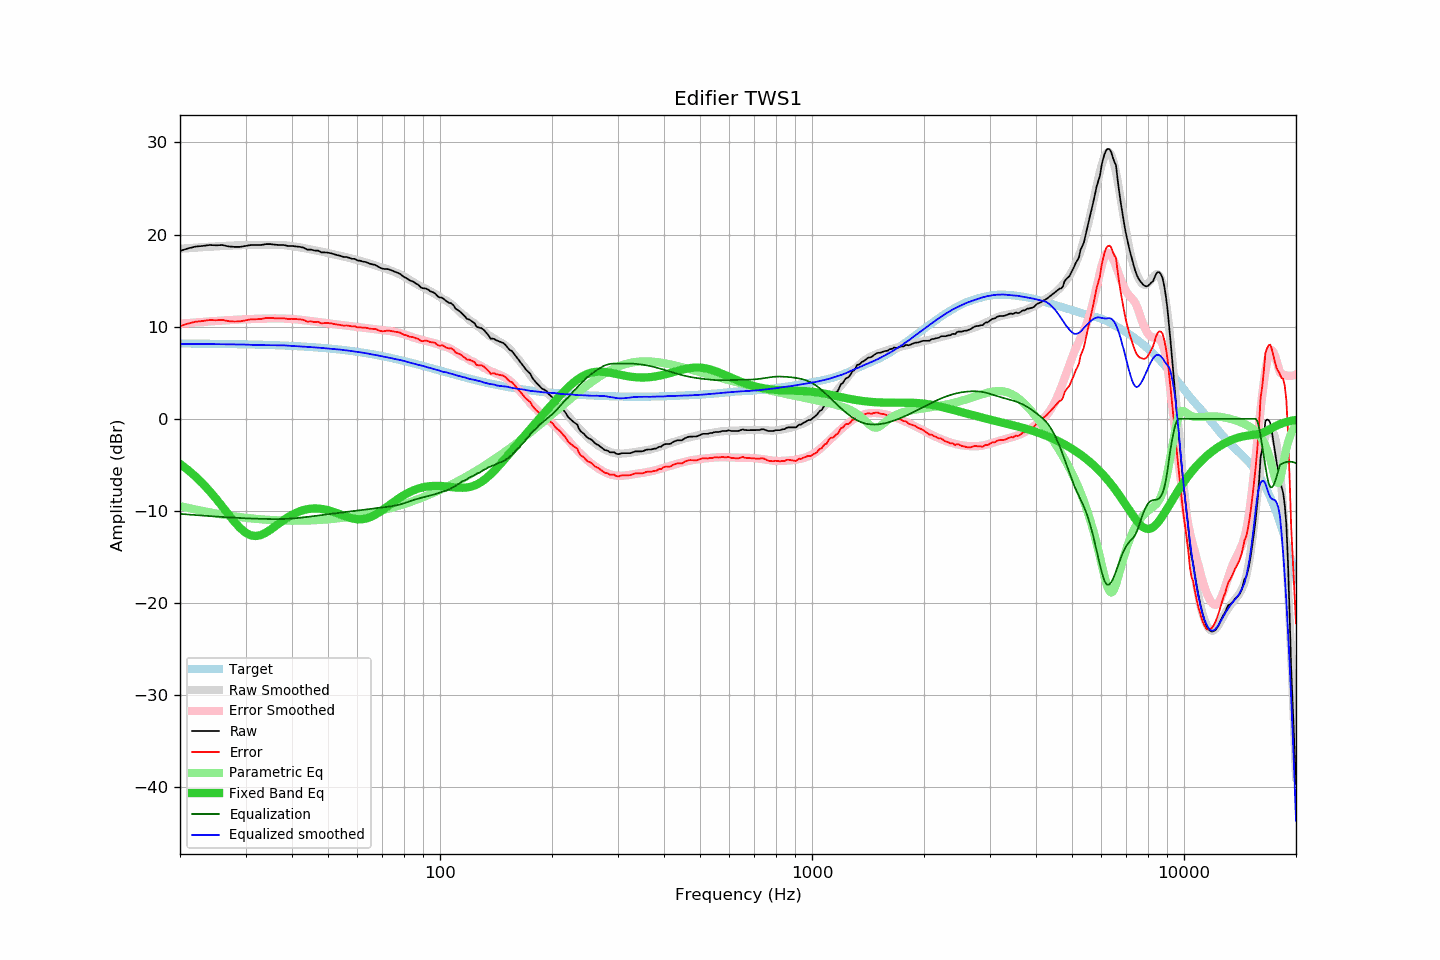 Edifier TWS1
30
20
10
0
−10
−20
−30
−40
Amplitude (dBr)
Target
Raw Smoothed
Error Smoothed
Raw
Error
Parametric Eq
Fixed Band Eq
Equalization
Equalized smoothed
100
1000
10000
Frequency (Hz)